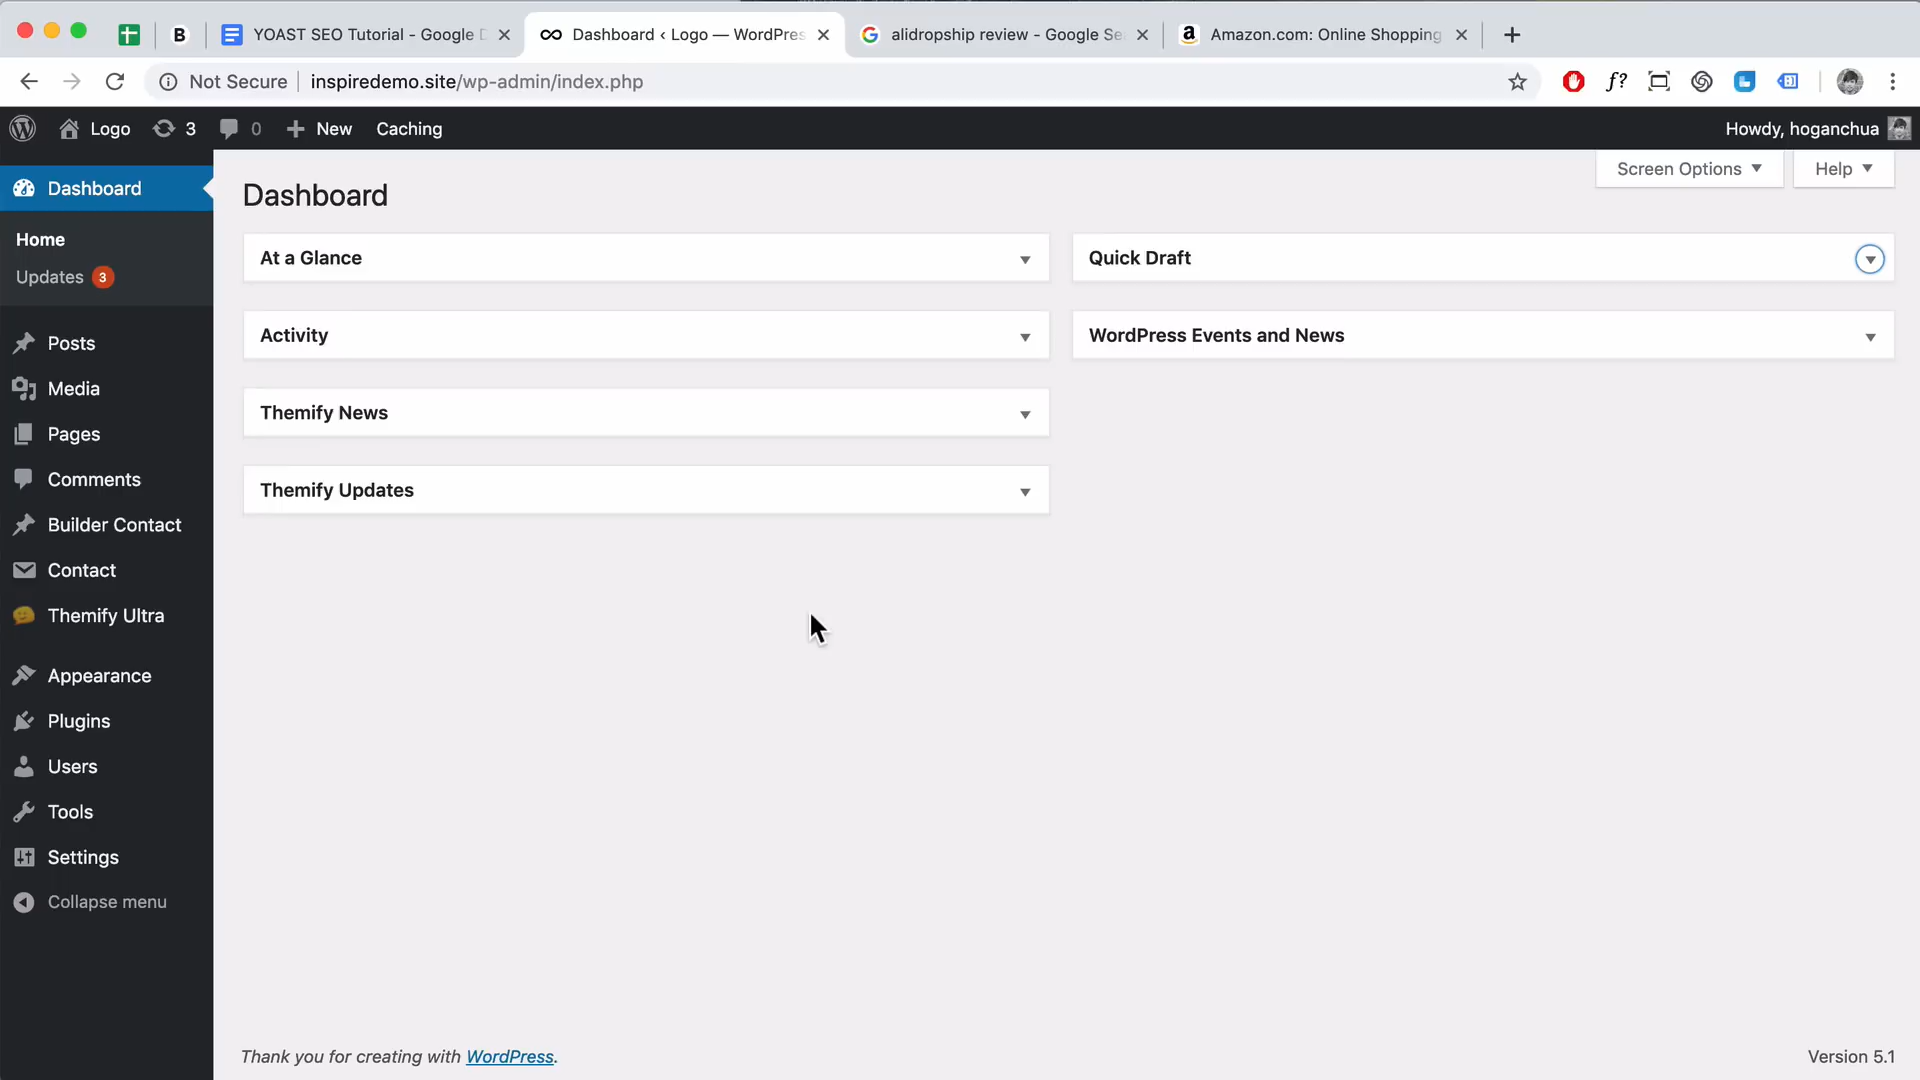 B
YOAST SEO Tutorial - Google D
Dashboard ‹ Logo — WordPres
alidropship review - Google Se
Amazon.com: Online Shopping
Not Secure
inspiredemo.site/wp-admin/index.php
f?
Logo
3
0
New
Caching
Howdy, hoganchua
Dashboard
Home
Updates 3
Posts
Media
Pages
Comments
Builder Contact
Contact
Themify Ultra
Appearance
Plugins
Users
Tools
Settings
Collapse menu
Screen Options
Help
Dashboard
At a Glance
Activity
Themify News
Themify Updates
Quick Draft
WordPress Events and News
Thank you for creating with WordPress.
Version 5.1